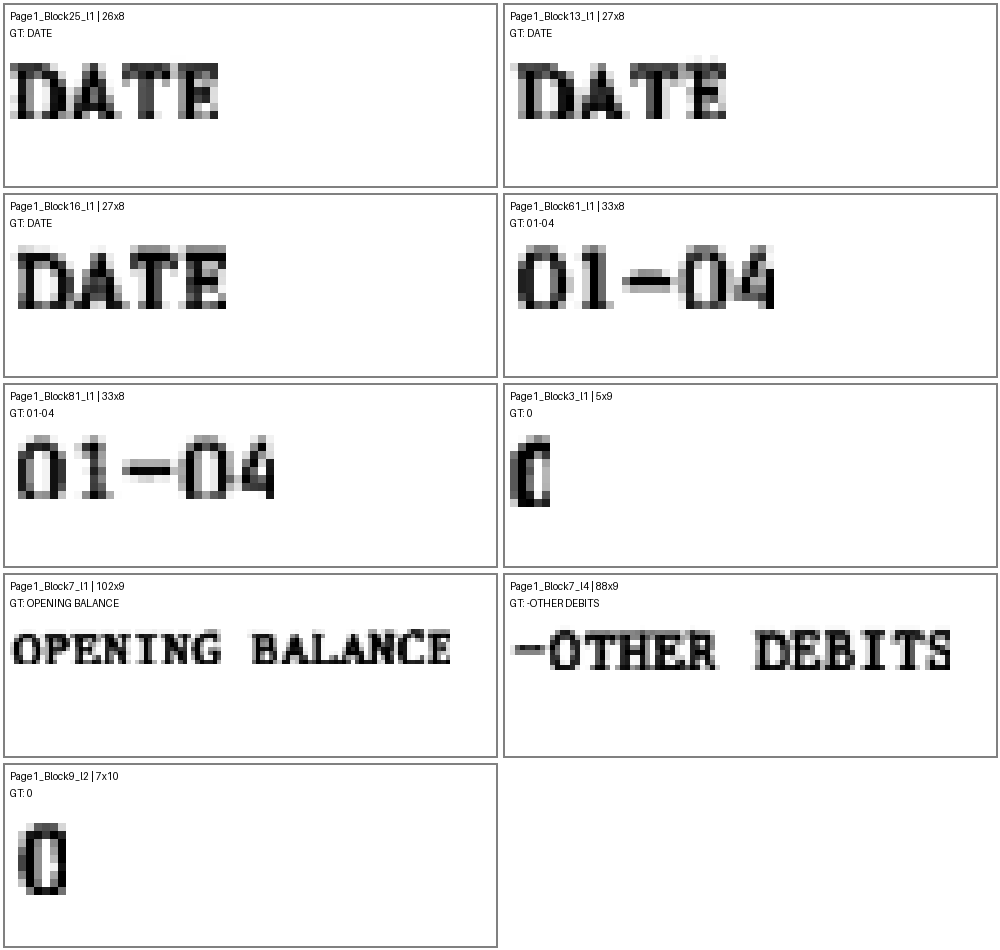 Page1_Block25_l1 | 26x8
GT: DATE
DATE
Page1_Block13_l1 | 27x8
GT: DATE
DATE
Page1_Block16_l1 | 27x8
GT: DATE
DATE
Page1_Block61_l1 | 33x8
GT: 01-04
01-04
Page1_Block81_l1 | 33x8
GT: 01-04
01-04
Page1_Block3_l1 | 5x9
GT: 0
0
Page1_Block7_l1 | 102x9
GT: OPENING BALANCE
OPENING BALANCE
Page1_Block7_l4 | 88x9
GT: -OTHER DEBITS
-OTHER DEBITS
Page1_Block9_l2 | 7x10
GT: 0
0